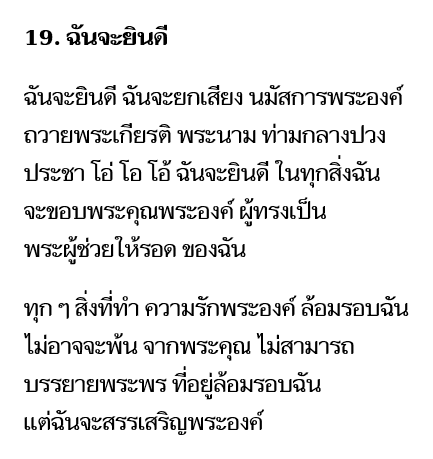 19. ฉันจะยินดี
ฉันจะยินดี ฉันจะยกเสียง นมัสการพระองค์
ถวายพระเกียรติ พระนาม ท่ามกลางปวง
ประชา โอ่ โอ โอ้ ฉันจะยินดี ในทุกสิ่งฉัน
จะขอบพระคุณพระองค์ ผู้ทรงเป็น
พระผู้ช่วยให้รอด ของฉัน
ทุก ๆ สิ่งที่ทำ ความรักพระองค์ ล้อมรอบฉัน
ไม่อาจจะพ้น จากพระคุณ ไม่สามารถ
บรรยายพระพร ที่อยู่ล้อมรอบฉัน
แต่ฉันจะสรรเสริญพระองค์